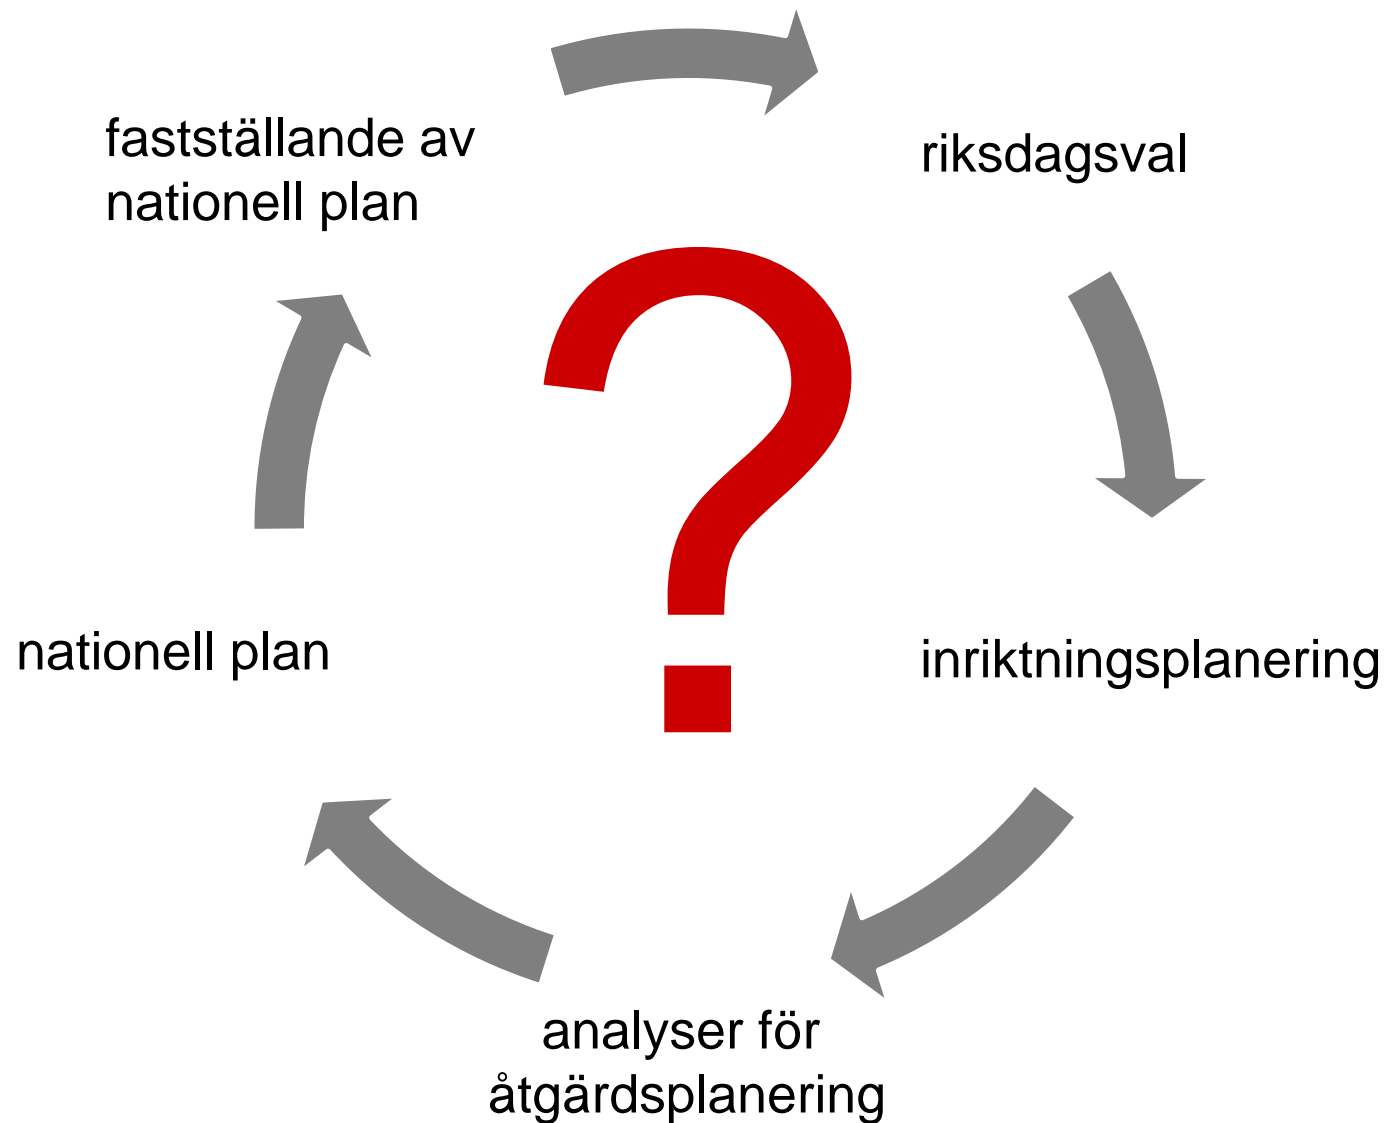 fastställande av
nationell plan
riksdagsval
?
nationell plan
inriktningsplanering
analyser för
åtgärdsplanering